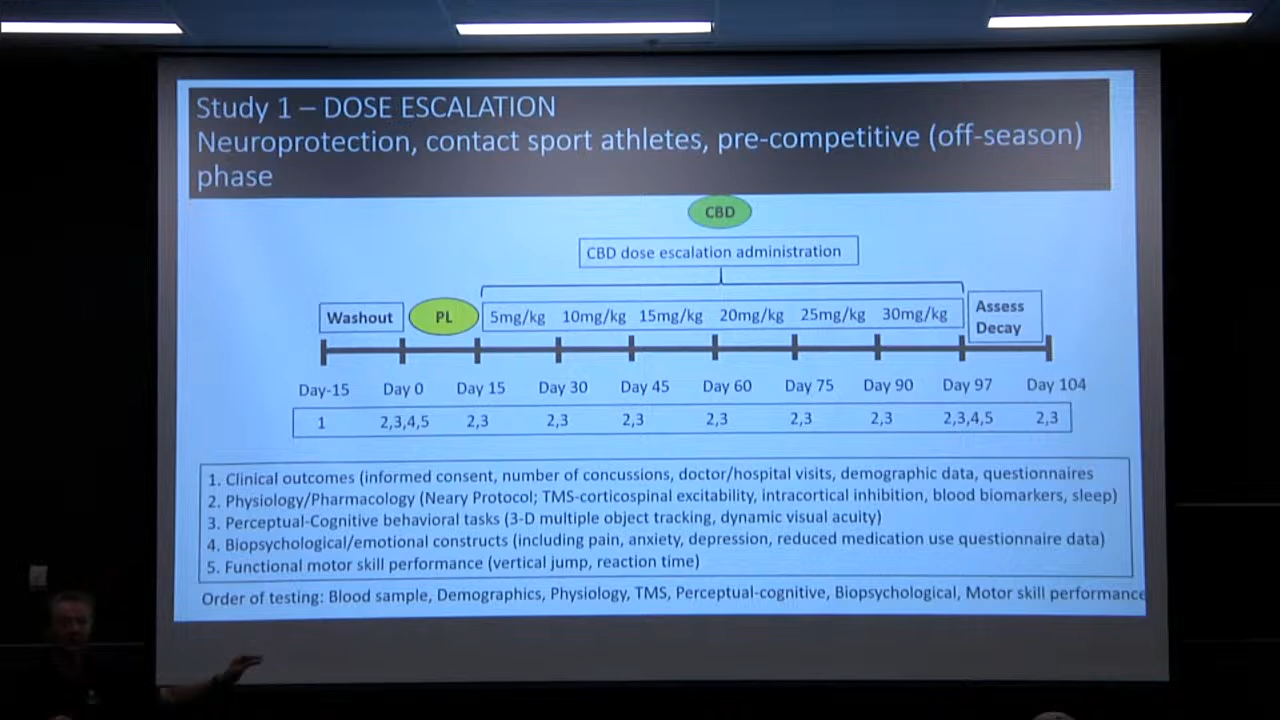 Study 1 – DOSE ESCALATION
Neuroprotection, contact sport athletes, pre-competitive (off-season)
phase
CBD
CBD dose escalation administration
Washout
PL
5mg/kg 10mg/kg 15mg/kg 20mg/kg 25mg/kg 30mg/kg
Assess
Decay
Day-15 Day 0 Day 15 Day 30 Day 45 Day 60 Day 75 Day 90 Day 97 Day 104
1 2,3,4,5 2,3 2,3 2,3 2,3 2,3 2,3 2,3,4,5 2,3
1. Clinical outcomes (informed consent, number of concussions, doctor/hospital visits, demographic data, questionnaires
2. Physiology/Pharmacology (Neary Protocol; TMS-corticospinal excitability, intracortical inhibition, blood biomarkers, sleep)
3. Perceptual-Cognitive behavioral tasks (3-D multiple object tracking, dynamic visual acuity)
4. Biopsychological/emotional constructs (including pain, anxiety, depression, reduced medication use questionnaire data)
5. Functional motor skill performance (vertical jump, reaction time)
Order of testing: Blood sample, Demographics, Physiology, TMS, Perceptual-cognitive, Biopsychological, Motor skill performance